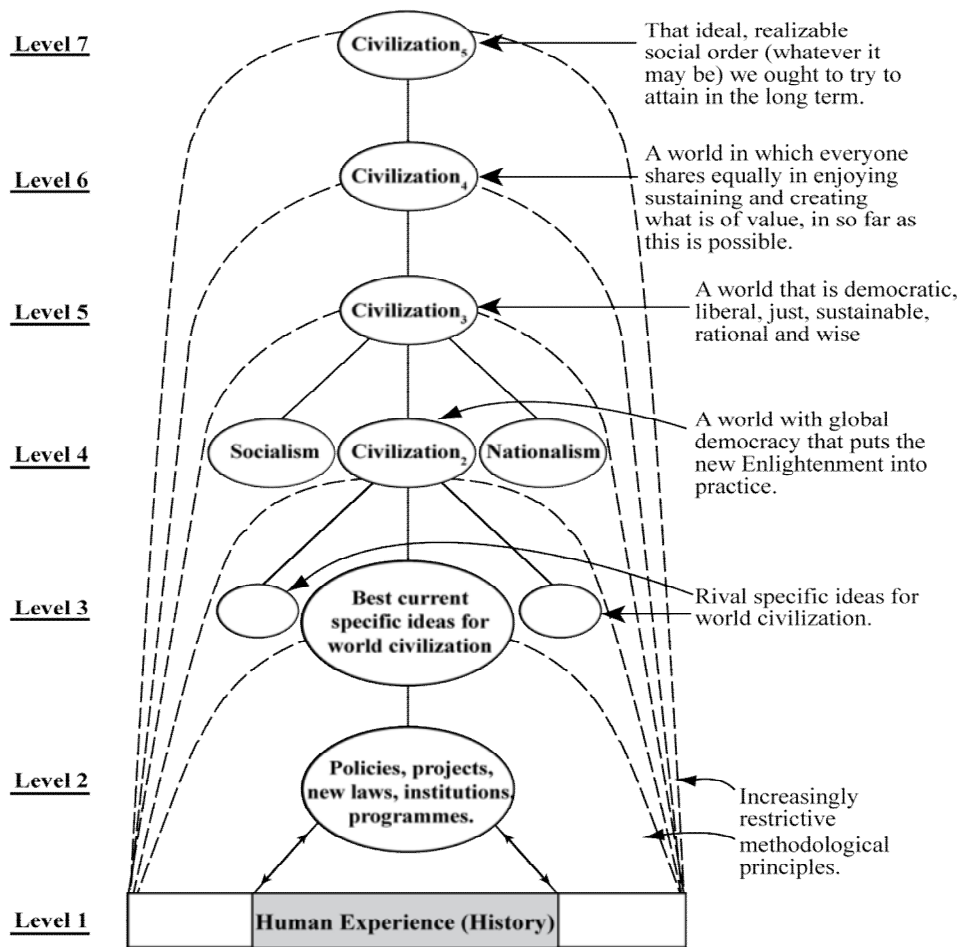 Level 7
Civilization₅
That ideal, realizable
social order (whatever it
may be) we ought to try to
attain in the long term.
Level 6
Civilization₄
A world in which everyone
shares equally in enjoying
sustaining and creating
what is of value, in so far as
this is possible.
Level 5
Civilization₃
A world that is democratic,
liberal, just, sustainable,
rational and wise
Level 4
Socialism
Civilization₂
Nationalism
A world with global
democracy that puts the
new Enlightenment into
practice.
Level 3
Best current
specific ideas for
world civilization
Rival specific ideas for
world civilization.
Level 2
Policies, projects,
new laws, institutions,
programmes.
Increasingly
restrictive
methodological
principles.
Level 1
Human Experience (History)